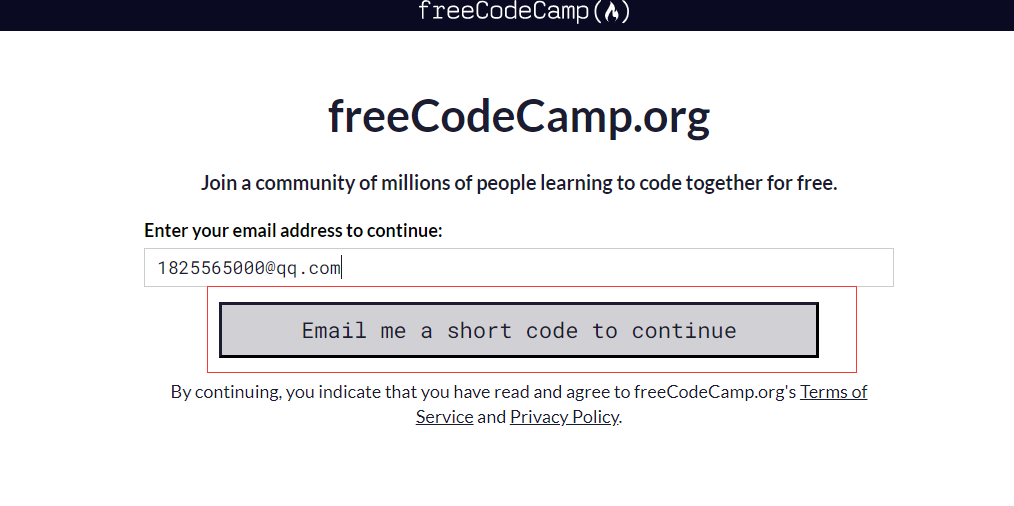 freeCodeCamp
freeCodeCamp.org
Join a community of millions of people learning to code together for free.
Enter your email address to continue:
1825565000@qq.com
Email me a short code to continue
By continuing, you indicate that you have read and agree to freeCodeCamp.org's Terms of
Service and Privacy Policy.